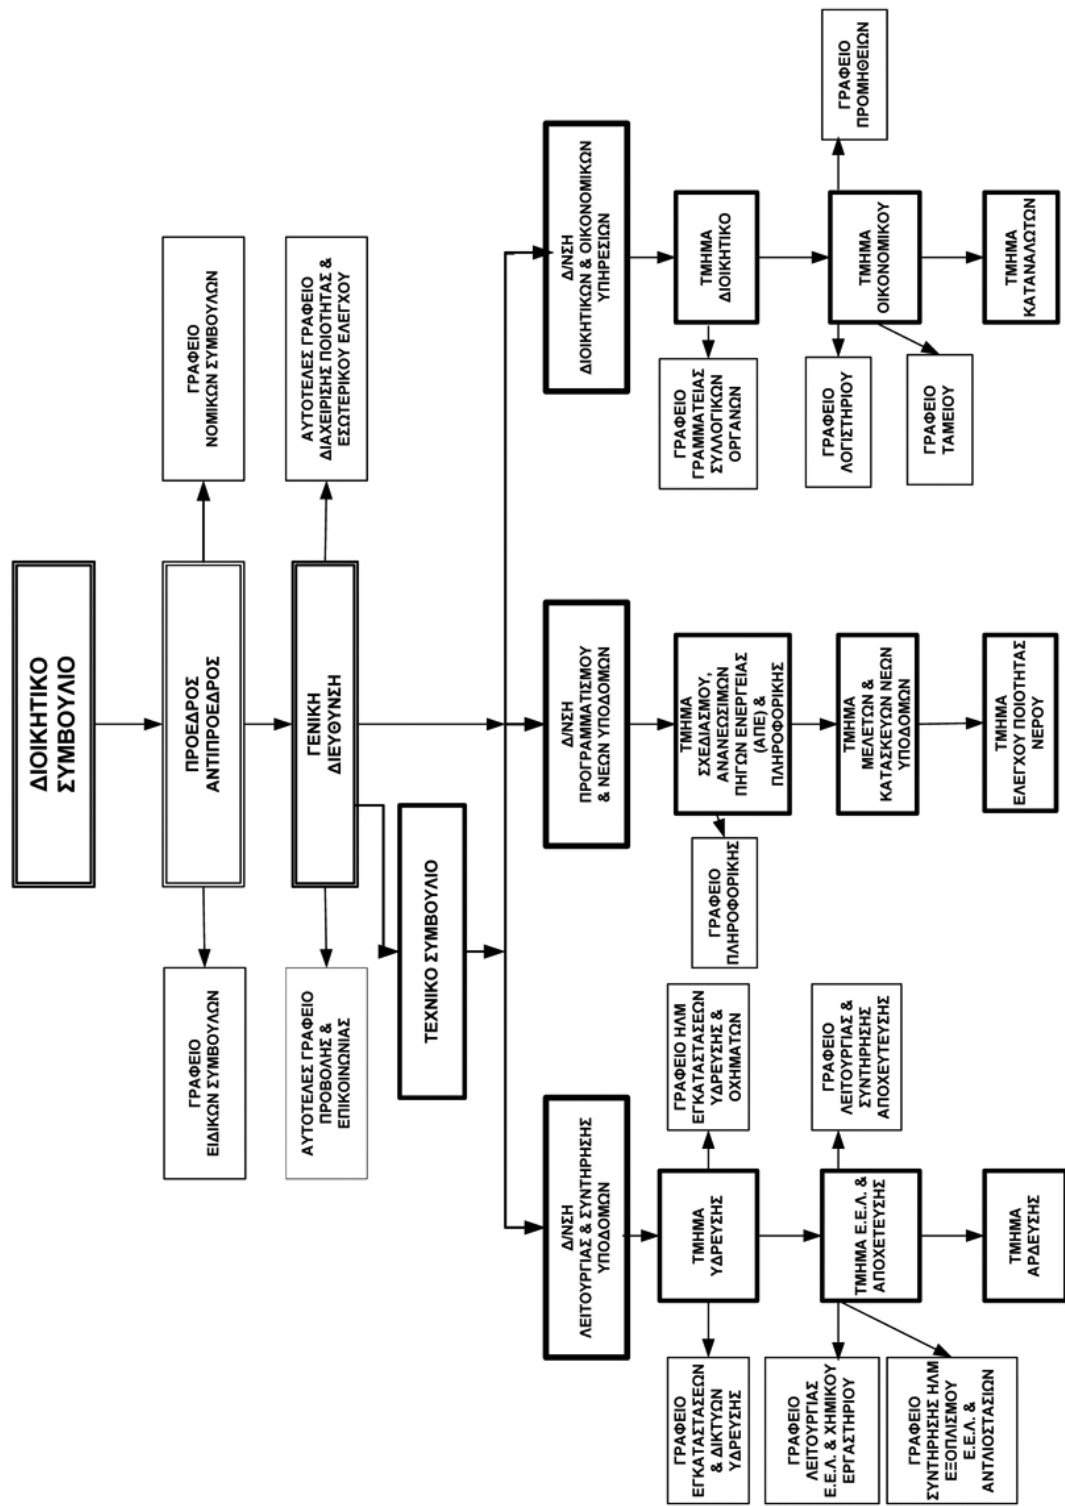 ΔΙΟΙΚΗΤΙΚΟ
ΣΥΜΒΟΥΛΙΟ
ΓΡΑΦΕΙΟ
ΕΙΔΙΚΩΝ ΣΥΜΒΟΥΛΩΝ
ΠΡΟΕΔΡΟΣ
ΑΝΤΙΠΡΟΕΔΡΟΣ
ΓΡΑΦΕΙΟ
ΝΟΜΙΚΩΝ ΣΥΜΒΟΥΛΩΝ
ΑΥΤΟΤΕΛΕΣ ΓΡΑΦΕΙΟ
ΠΡΟΒΟΛΗΣ &
ΕΠΙΚΟΙΝΩΝΙΑΣ
ΓΕΝΙΚΗ
ΔΙΕΥΘΥΝΣΗ
ΑΥΤΟΤΕΛΕΣ ΓΡΑΦΕΙΟ
ΔΙΑΧΕΙΡΙΣΗΣ ΠΟΙΟΤΗΤΑΣ &
ΕΣΩΤΕΡΙΚΟΥ ΕΛΕΓΧΟΥ
ΤΕΧΝΙΚΟ ΣΥΜΒΟΥΛΙΟ
Δ/ΝΣΗ
ΛΕΙΤΟΥΡΓΙΑΣ & ΣΥΝΤΗΡΗΣΗΣ
ΥΠΟΔΟΜΩΝ
Δ/ΝΣΗ
ΠΡΟΓΡΑΜΜΑΤΙΣΜΟΥ
& ΝΕΩΝ ΥΠΟΔΟΜΩΝ
Δ/ΝΣΗ
ΔΙΟΙΚΗΤΙΚΩΝ & ΟΙΚΟΝΟΜΙΚΩΝ
ΥΠΗΡΕΣΙΩΝ
ΓΡΑΦΕΙΟ
ΕΓΚΑΤΑΣΤΑΣΕΩΝ
& ΔΙΚΤΥΩΝ
ΥΔΡΕΥΣΗΣ
ΤΜΗΜΑ
ΥΔΡΕΥΣΗΣ
ΓΡΑΦΕΙΟ ΗΛΜ
ΕΓΚΑΤΑΣΤΑΣΕΩΝ
ΥΔΡΕΥΣΗΣ &
ΟΧΗΜΑΤΩΝ
ΓΡΑΦΕΙΟ
ΠΛΗΡΟΦΟΡΙΚΗΣ
ΤΜΗΜΑ
ΣΧΕΔΙΑΣΜΟΥ,
ΑΝΑΝΕΩΣΙΜΩΝ
ΠΗΓΩΝ ΕΝΕΡΓΕΙΑΣ
(ΑΠΕ) &
ΠΛΗΡΟΦΟΡΙΚΗΣ
ΓΡΑΦΕΙΟ
ΓΡΑΜΜΑΤΕΙΑΣ
ΣΥΛΛΟΓΙΚΩΝ
ΟΡΓΑΝΩΝ
ΤΜΗΜΑ
ΔΙΟΙΚΗΤΙΚΟ
ΓΡΑΦΕΙΟ
ΛΕΙΤΟΥΡΓΙΑΣ
Ε.Ε.Λ. & ΧΗΜΙΚΟΥ
ΕΡΓΑΣΤΗΡΙΟΥ
ΤΜΗΜΑ Ε.Ε.Λ. &
ΑΠΟΧΕΤΕΥΣΗΣ
ΓΡΑΦΕΙΟ
ΛΕΙΤΟΥΡΓΙΑΣ &
ΣΥΝΤΗΡΗΣΗΣ
ΑΠΟΧΕΥΤΕΥΣΗΣ
ΤΜΗΜΑ
ΜΕΛΕΤΩΝ &
ΚΑΤΑΣΚΕΥΩΝ ΝΕΩΝ
ΥΠΟΔΟΜΩΝ
ΓΡΑΦΕΙΟ
ΛΟΓΙΣΤΗΡΙΟΥ
ΤΜΗΜΑ
ΟΙΚΟΝΟΜΙΚΟΥ
ΓΡΑΦΕΙΟ
ΠΡΟΜΗΘΕΙΩΝ
ΓΡΑΦΕΙΟ
ΣΥΝΤΗΡΗΣΗΣ ΗΛΜ
ΕΞΟΠΛΙΣΜΟΥ
Ε.Ε.Λ. &
ΑΝΤΛΙΟΣΤΑΣΙΩΝ
ΓΡΑΦΕΙΟ
ΤΑΜΕΙΟΥ
ΤΜΗΜΑ
ΑΡΔΕΥΣΗΣ
ΤΜΗΜΑ
ΕΛΕΓΧΟΥ ΠΟΙΟΤΗΤΑΣ
ΝΕΡΟΥ
ΤΜΗΜΑ
ΚΑΤΑΝΑΛΩΤΩΝ